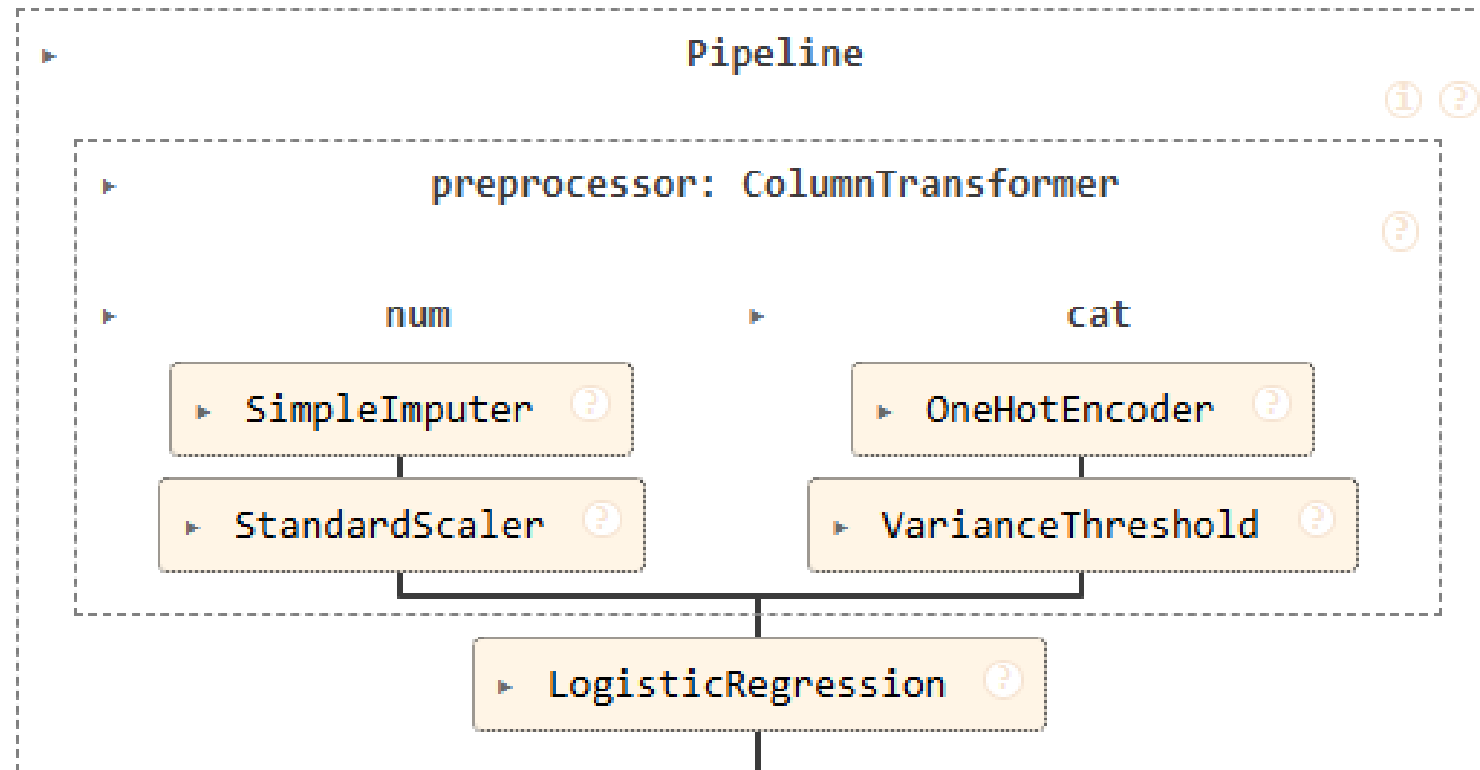 Pipeline
i ?
preprocessor: ColumnTransformer
?
num cat
SimpleImputer ? OneHotEncoder ?
StandardScaler ? VarianceThreshold ?
LogisticRegression ?